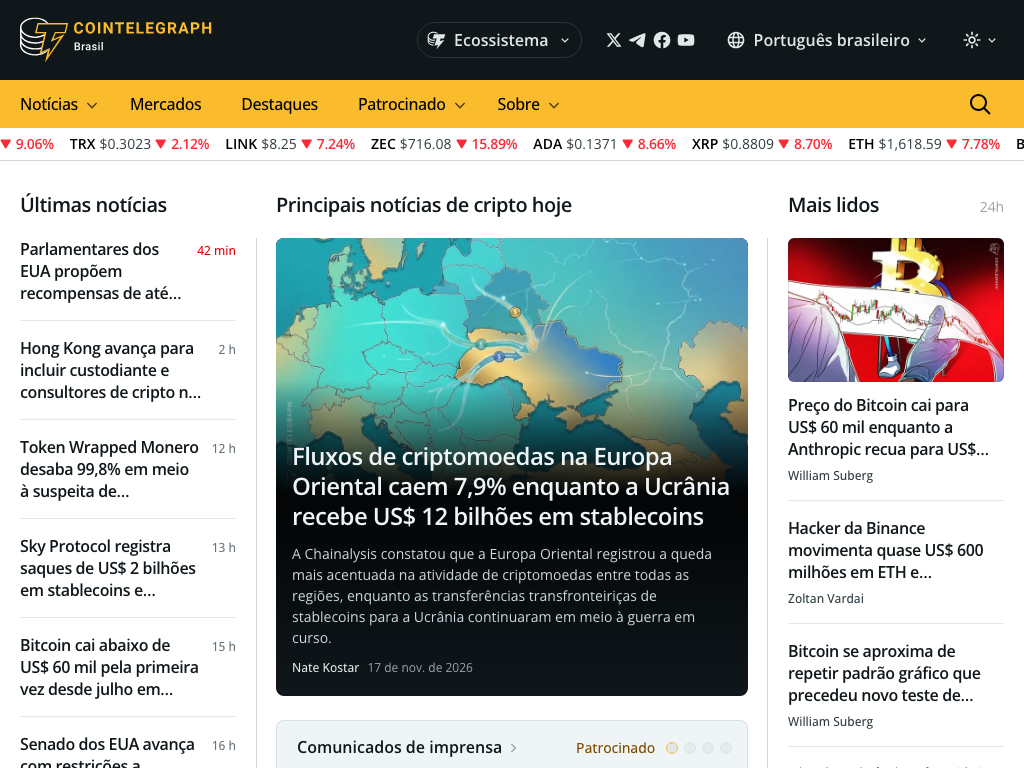 COINTELEGRAPH
Brasil
Ecossistema
Português brasileiro
Notícias
Mercados
Destaques
Patrocinado
Sobre
9.06%
TRX $0.3023 2.12%
LINK $8.25 7.24%
ZEC $716.08 15.89%
ADA $0.1371 8.66%
XRP $0.8809 8.70%
ETH $1,618.59 7.78%
Últimas notícias
Parlamentares dos
EUA propõem
recompensas de até...
42 min
Hong Kong avança para
incluir custodiante e
consultores de cripto n...
2 h
Token Wrapped Monero
desaba 99,8% em meio
à suspeita de...
12 h
Sky Protocol registra
saques de US$ 2 bilhões
em stablecoins e...
13 h
Bitcoin cai abaixo de
US$ 60 mil pela primeira
vez desde julho em...
15 h
Senado dos EUA avança
com restrições a
16 h
Principais notícias de cripto hoje
Fluxos de criptomoedas na Europa
Oriental caem 7,9% enquanto a Ucrânia
recebe US$ 12 bilhões em stablecoins
A Chainalysis constatou que a Europa Oriental registrou a queda
mais acentuada na atividade de criptomoedas entre todas as
regiões, enquanto as transferências transfronteiriças de
stablecoins para a Ucrânia continuaram em meio à guerra em
curso.
Nate Kostar 17 de nov. de 2026
Comunicados de imprensa
Patrocinado
Mais lidos
24h
Preço do Bitcoin cai para
US$ 60 mil enquanto a
Anthropic recua para US$...
William Suberg
Hacker da Binance
movimenta quase US$ 600
milhões em ETH e...
Zoltan Vardai
Bitcoin se aproxima de
repetir padrão gráfico que
precedeu novo teste de...
William Suberg